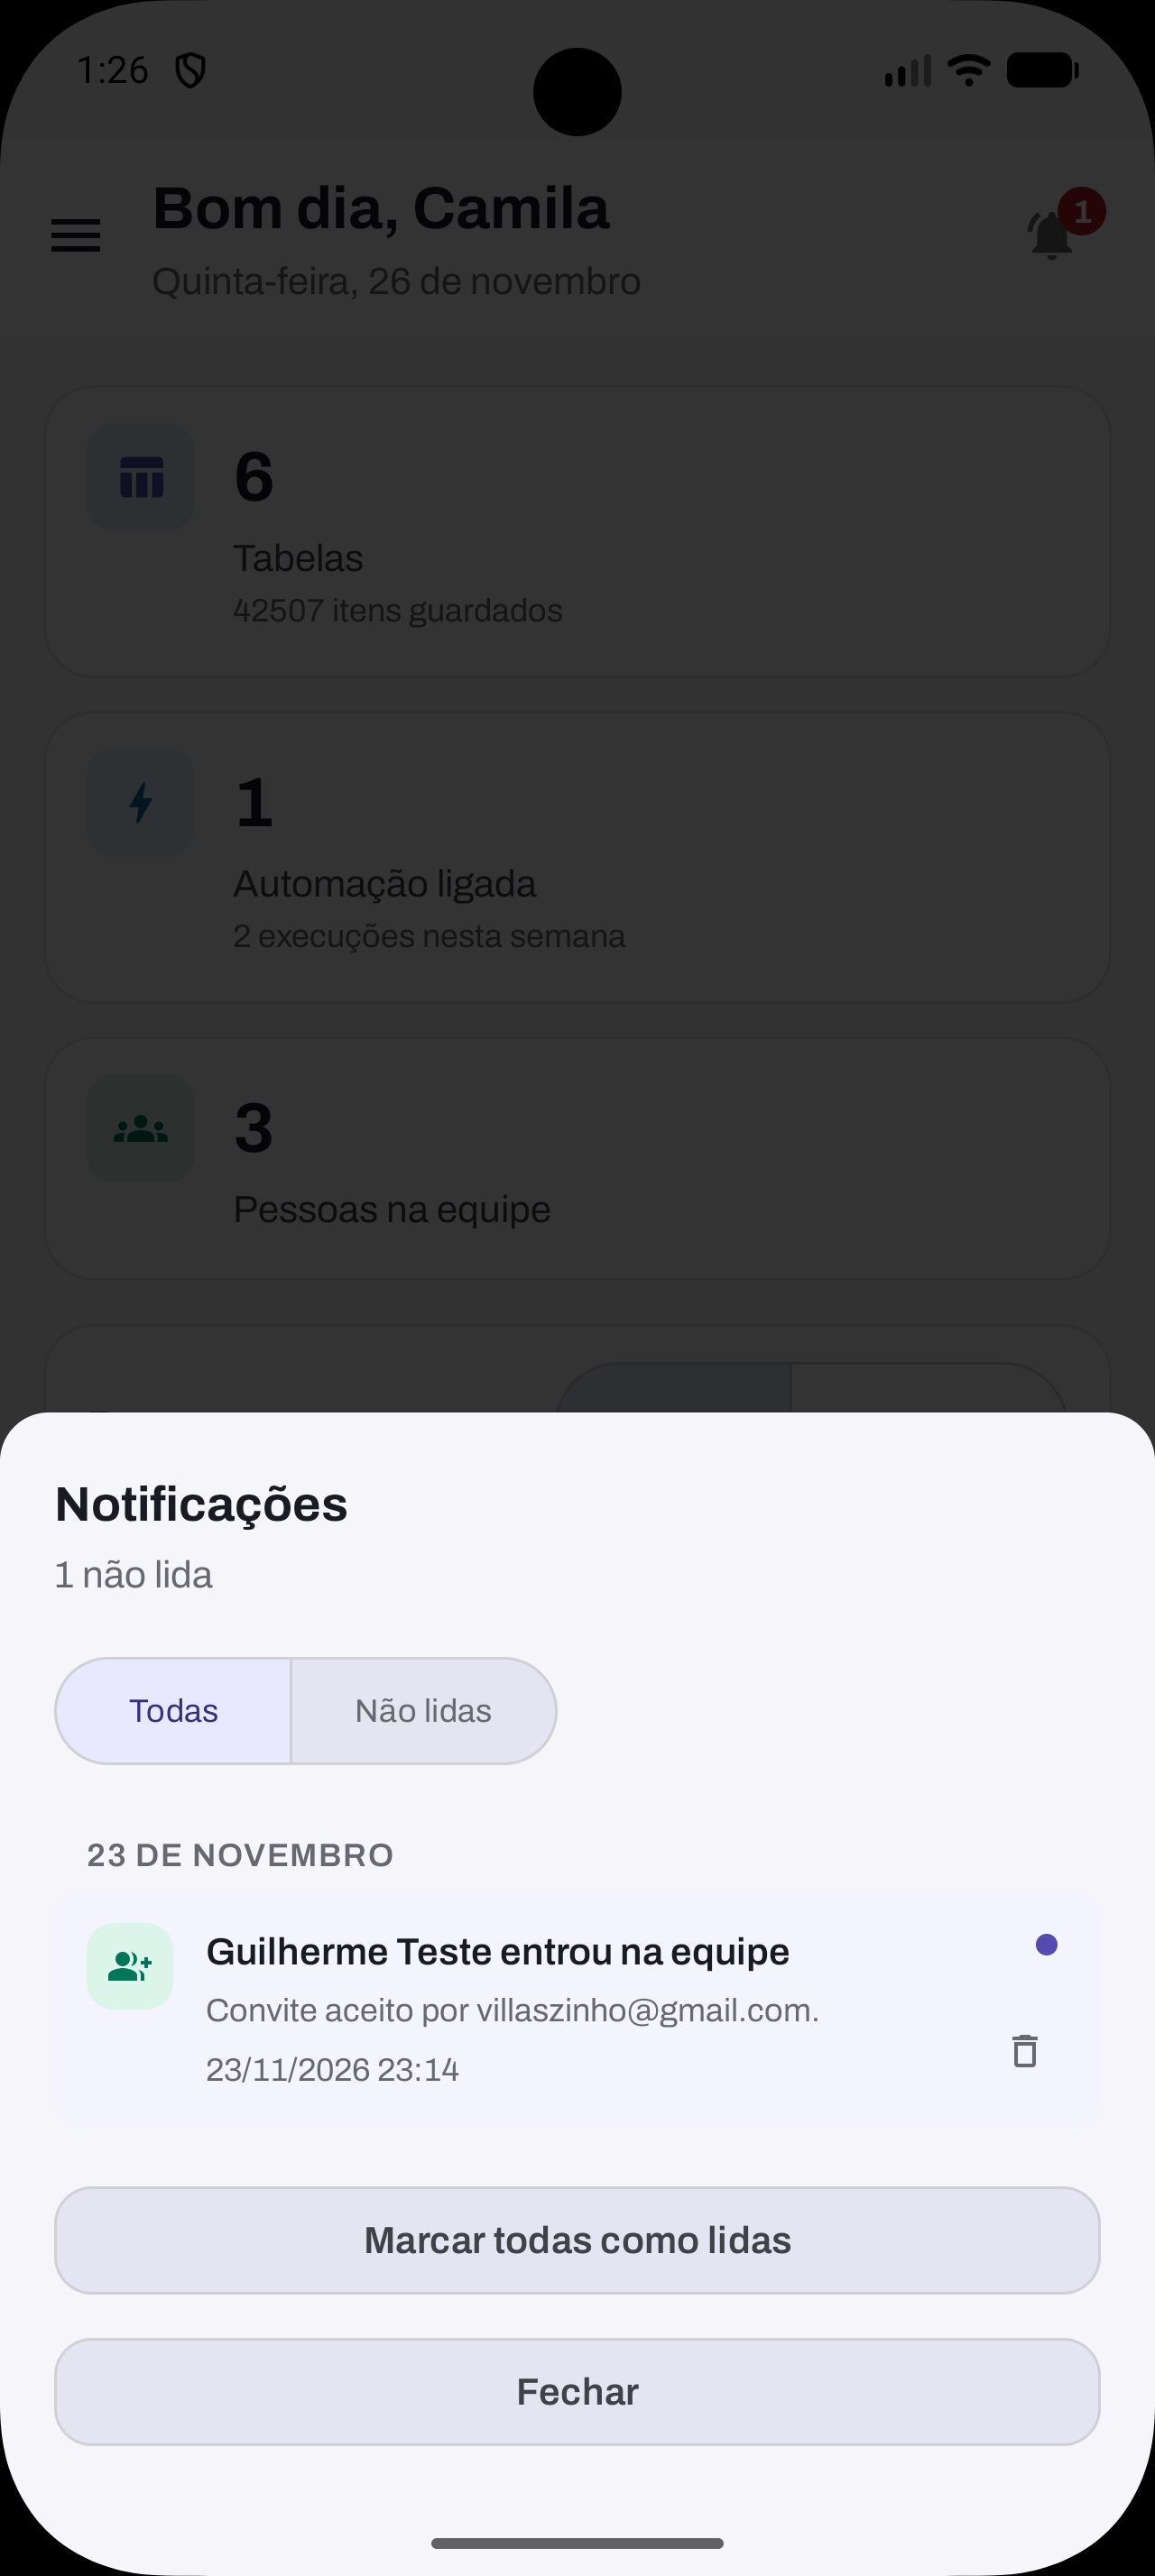 1:26
Bom dia, Camila
1
Quinta-feira, 26 de novembro
6
Tabelas
42507 itens guardados
1
Automação ligada
2 execuções nesta semana
3
Pessoas na equipe
Notificações
1 não lida
Todas
Não lidas
23 DE NOVEMBRO
Guilherme Teste entrou na equipe
Convite aceito por villaszinho@gmail.com.
23/11/2026 23:14
Marcar todas como lidas
Fechar